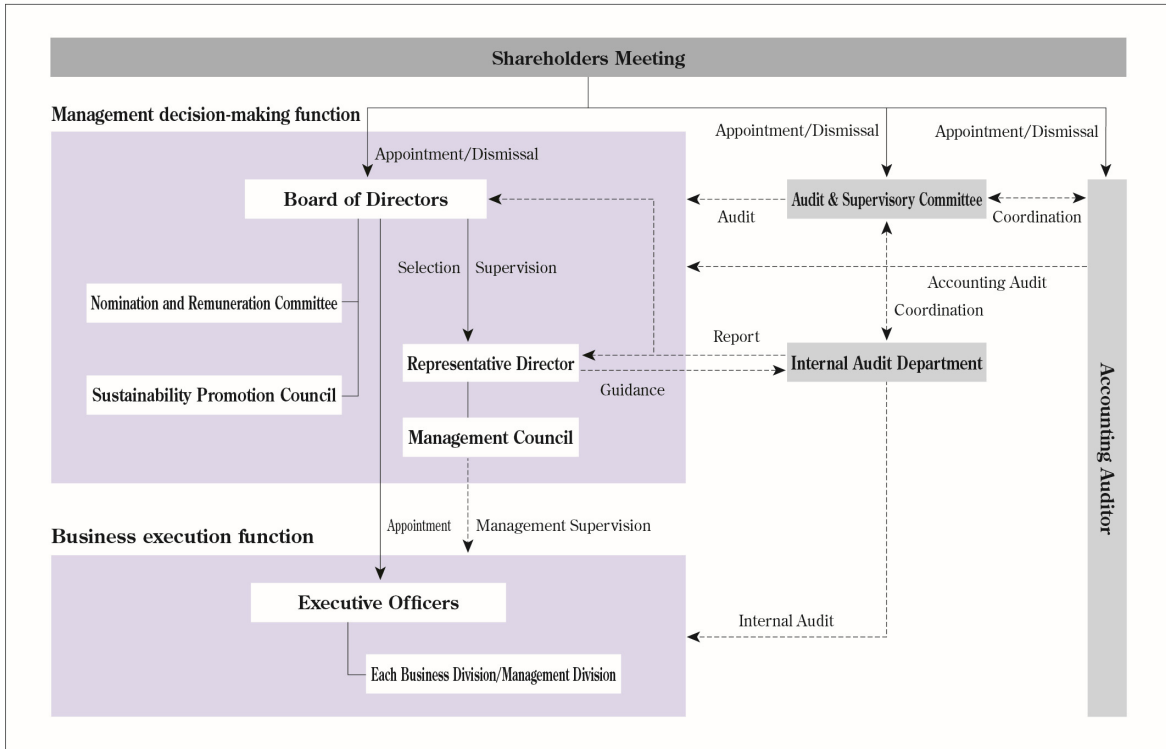 Shareholders Meeting
Management decision-making function
Appointment/Dismissal
Appointment/Dismissal
Appointment/Dismissal
Board of Directors
Audit & Supervisory Committee
Audit
Coordination
Selection
Supervision
Accounting Audit
Nomination and Remuneration Committee
Coordination
Report
Representative Director
Internal Audit Department
Guidance
Sustainability Promotion Council
Management Council
Accounting Auditor
Appointment
Management Supervision
Business execution function
Executive Officers
Internal Audit
Each Business Division/Management Division